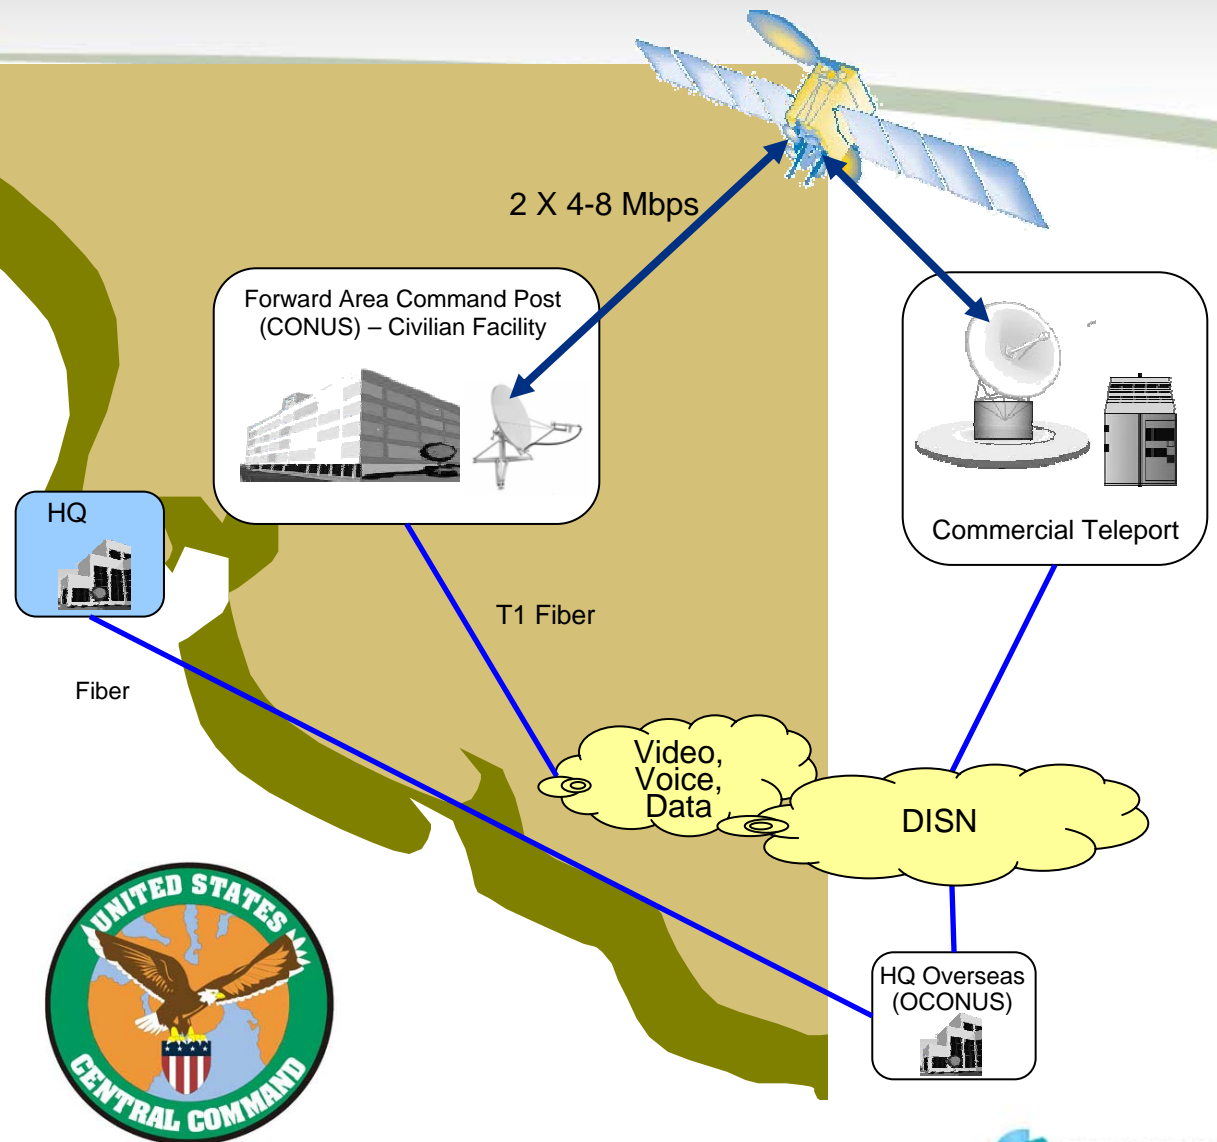 2 X 4-8 Mbps
Forward Area Command Post
(CONUS) – Civilian Facility
Commercial Teleport
HQ
T1 Fiber
Fiber
Video,
Voice,
Data
DISN
HQ Overseas
(OCONUS)
UNITED STATES
CENTRAL COMMAND